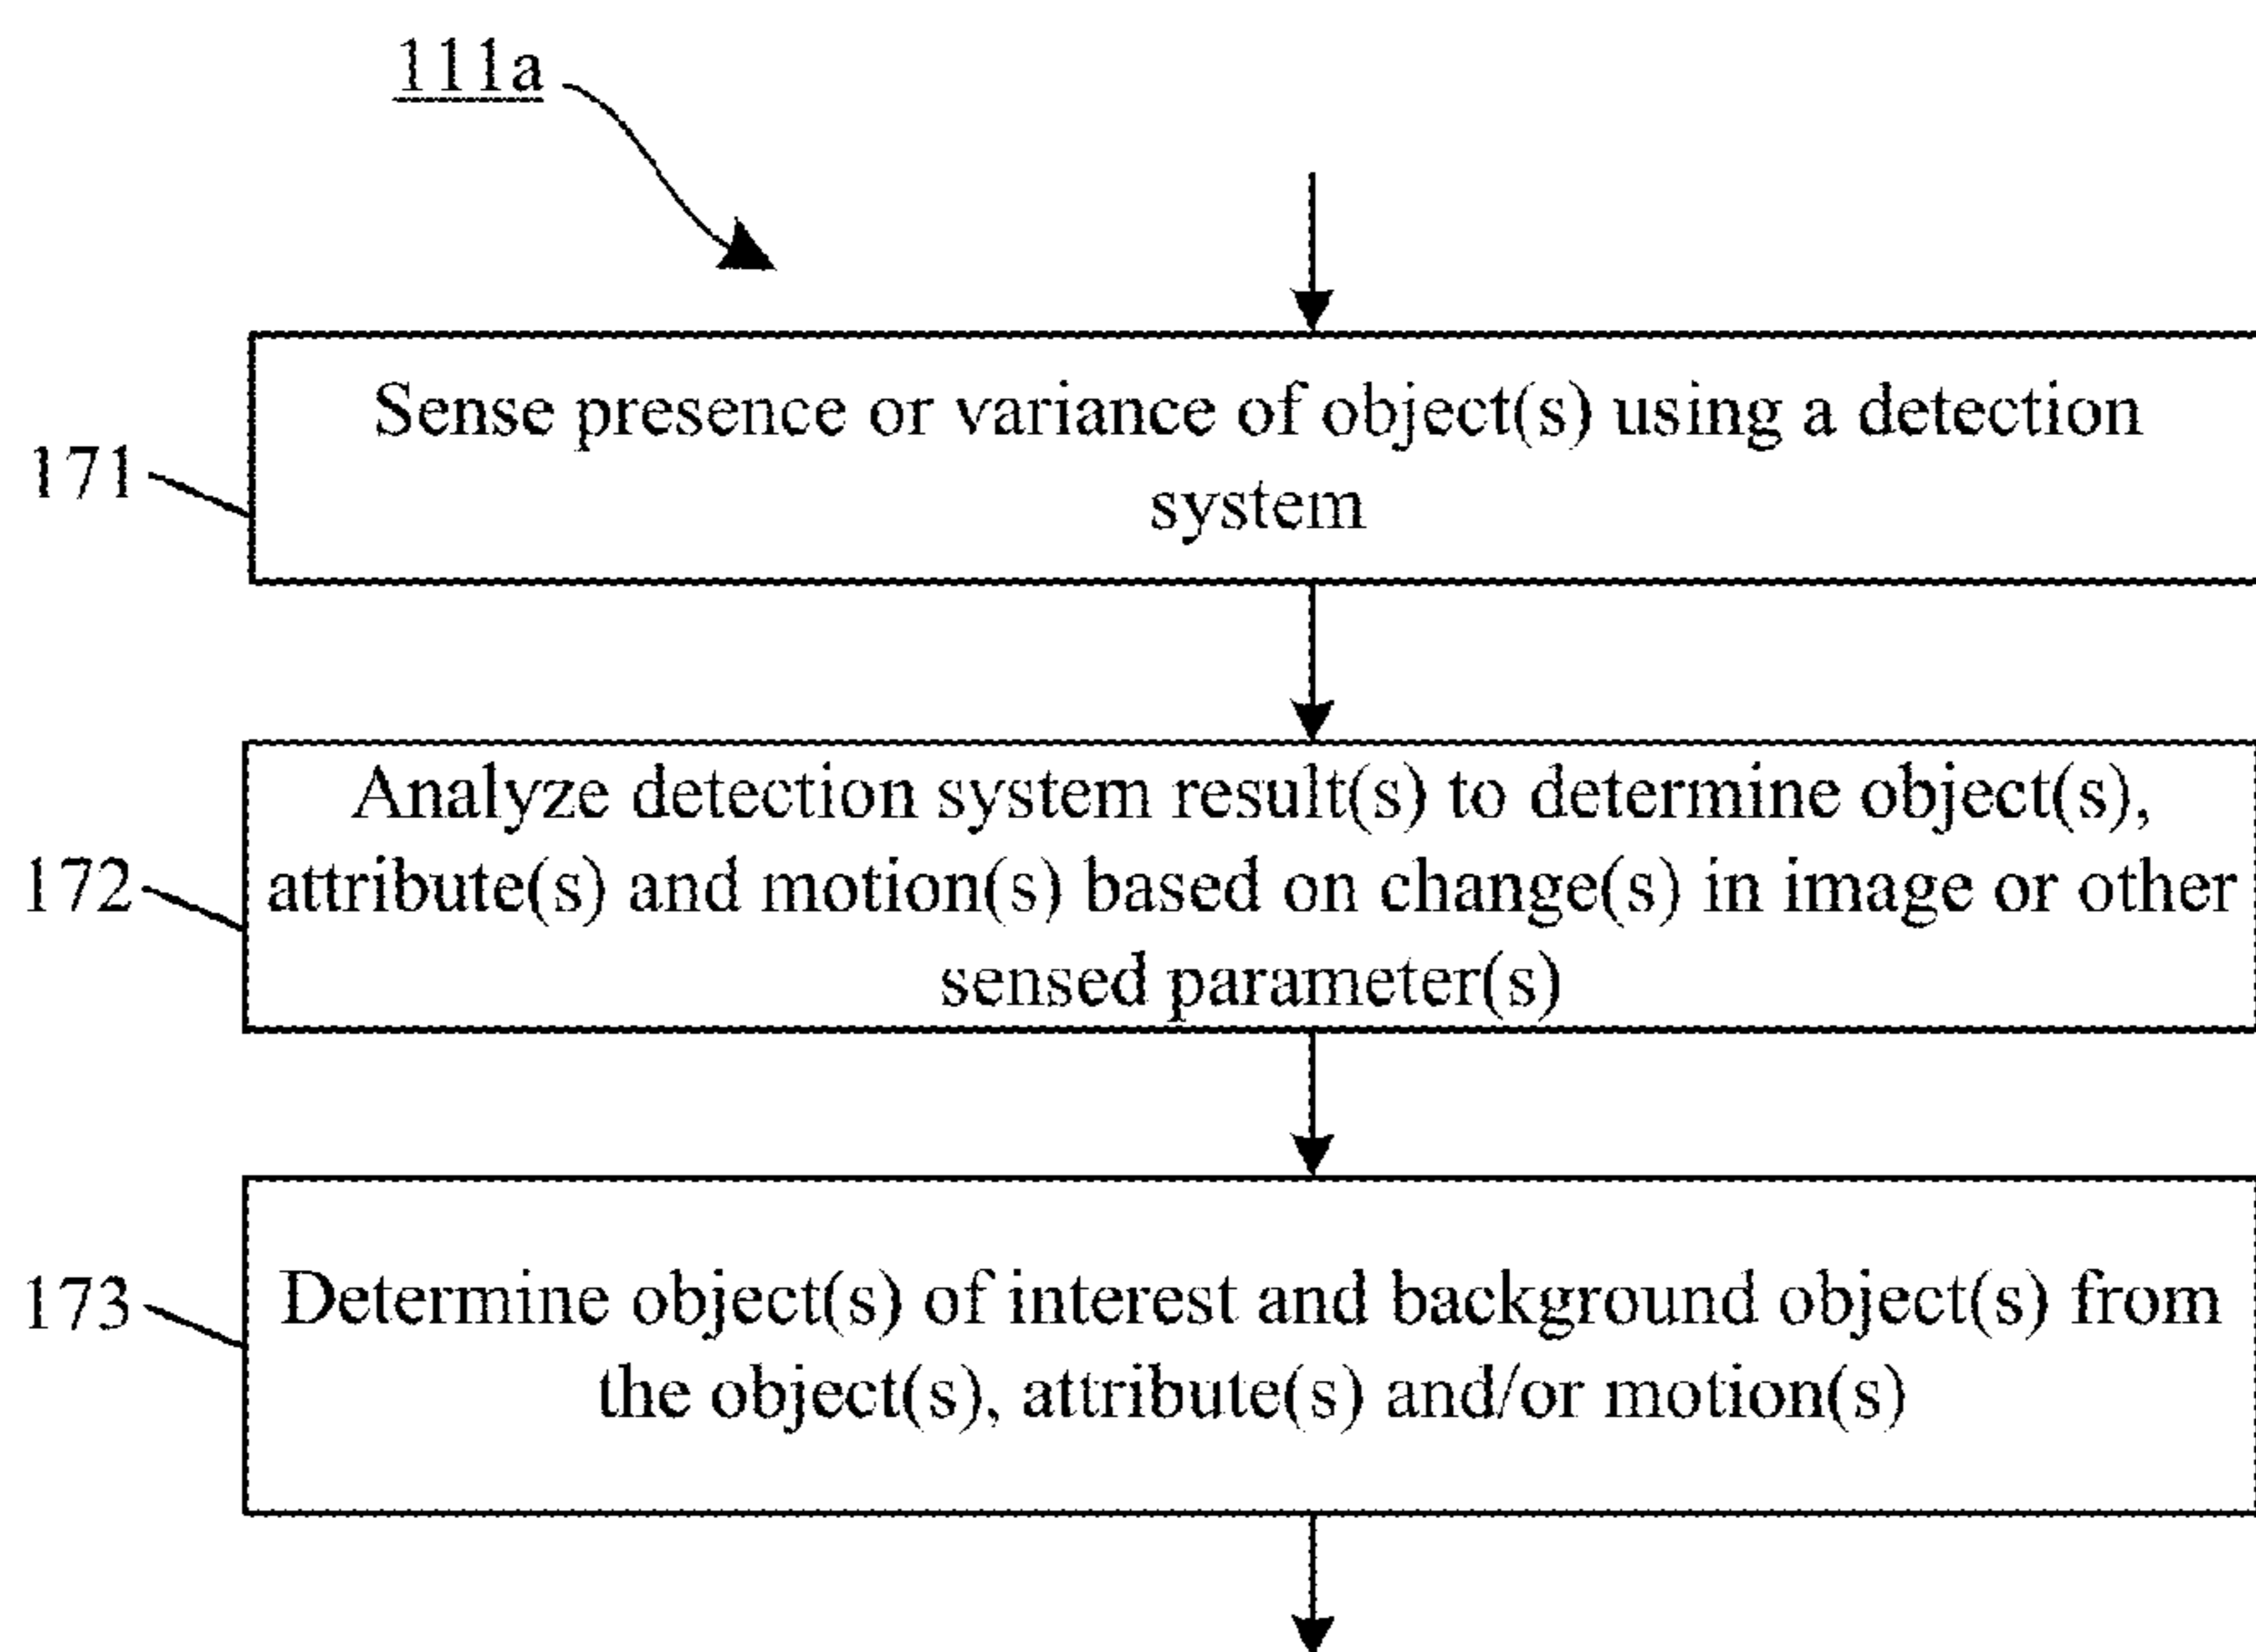 111a
171
Sense presence or variance of object(s) using a detection
system
172
Analyze detection system result(s) to determine object(s),
attribute(s) and motion(s) based on change(s) in image or other
sensed parameter(s)
173
Determine object(s) of interest and background object(s) from
the object(s), attribute(s) and/or motion(s)